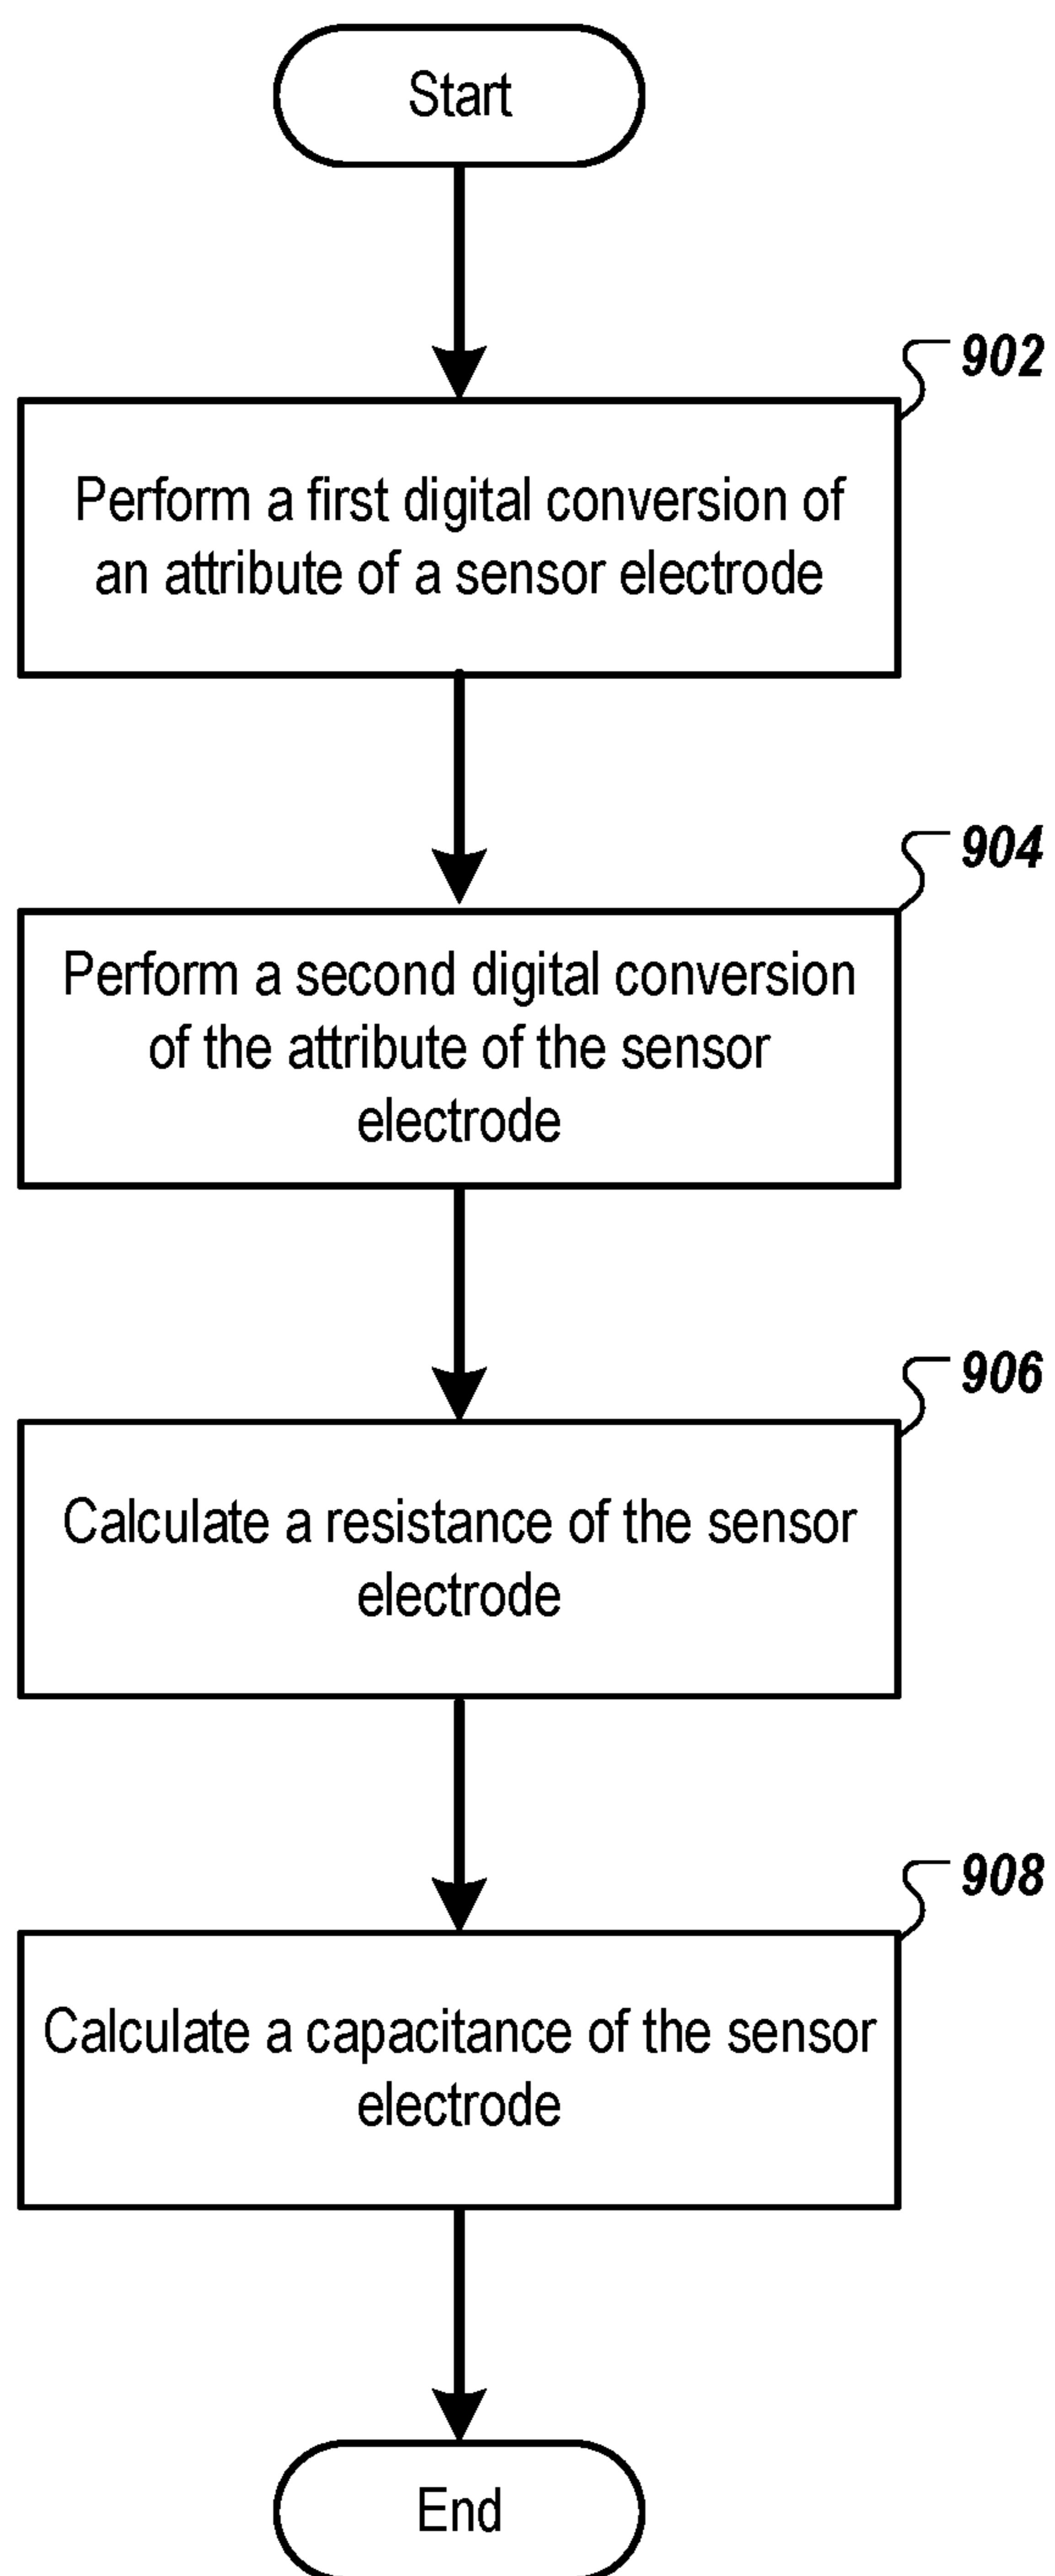 Start
902
Perform a first digital conversion of
an attribute of a sensor electrode
904
Perform a second digital conversion
of the attribute of the sensor
electrode
906
Calculate a resistance of the sensor
electrode
908
Calculate a capacitance of the sensor
electrode
End